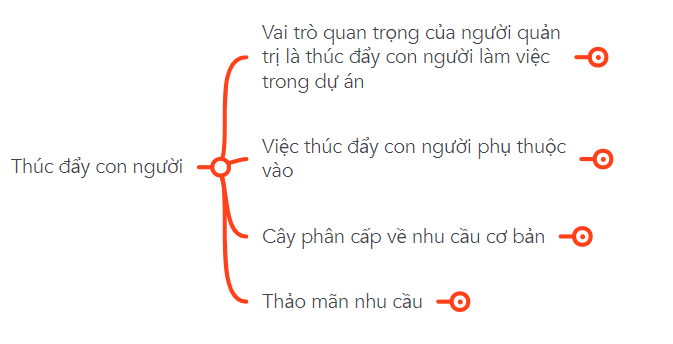 Vai trò quan trọng của người quản
trị là thúc đẩy con người làm việc
trong dự án
Việc thúc đẩy con người phụ thuộc
vào
Thúc đẩy con người
Cây phân cấp về nhu cầu cơ bản
Thảo mãn nhu cầu